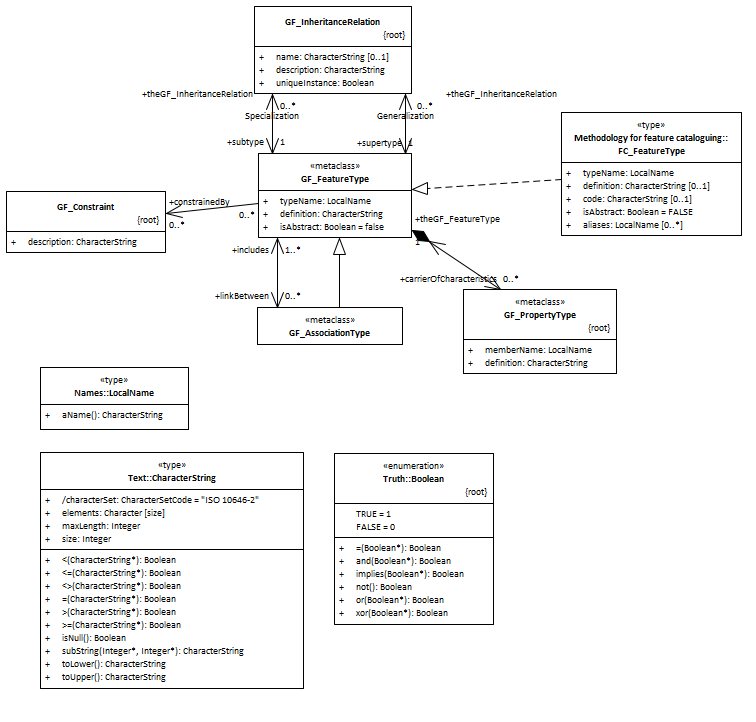 GF_InheritanceRelation
{root}
+ name: CharacterString [0..1]
+ description: CharacterString
+ uniqueInstance: Boolean
+theGF_InheritanceRelation
0..*
Specialization
+subtype
1
+theGF_InheritanceRelation
0..*
Generalization
+supertype
1
«type»
Methodology for feature cataloguing::
FC_FeatureType
+ typeName: LocalName
+ definition: CharacterString [0..1]
+ code: CharacterString [0..1]
+ isAbstract: Boolean = FALSE
+ aliases: LocalName [0..*]
«metaclass»
GF_FeatureType
+ typeName: LocalName
+ definition: CharacterString
+ isAbstract: Boolean = false
GF_Constraint
{root}
+ description: CharacterString
+constrainedBy
0..*
0..*
+theGF_FeatureType
1
+includes
1..*
+linkBetween
0..*
+carrierOfCharacteristics
0..*
«metaclass»
GF_AssociationType
«metaclass»
GF_PropertyType
{root}
+ memberName: LocalName
+ definition: CharacterString
«type»
Names::LocalName
+ aName(): CharacterString
«type»
Text::CharacterString
+ /characterSet: CharacterSetCode = "ISO 10646-2"
+ elements: Character [size]
+ maxLength: Integer
+ size: Integer
+ <(CharacterString*): Boolean
+ <=(CharacterString*): Boolean
+ <>(CharacterString*): Boolean
+ =(CharacterString*): Boolean
+ >(CharacterString*): Boolean
+ >=(CharacterString*): Boolean
+ isNull(): Boolean
+ subString(Integer*, Integer*): CharacterString
+ toLower(): CharacterString
+ toUpper(): CharacterString
«enumeration»
Truth::Boolean
{root}
TRUE = 1
FALSE = 0
+ =(Boolean*): Boolean
+ and(Boolean*): Boolean
+ implies(Boolean*): Boolean
+ not(): Boolean
+ or(Boolean*): Boolean
+ xor(Boolean*): Boolean